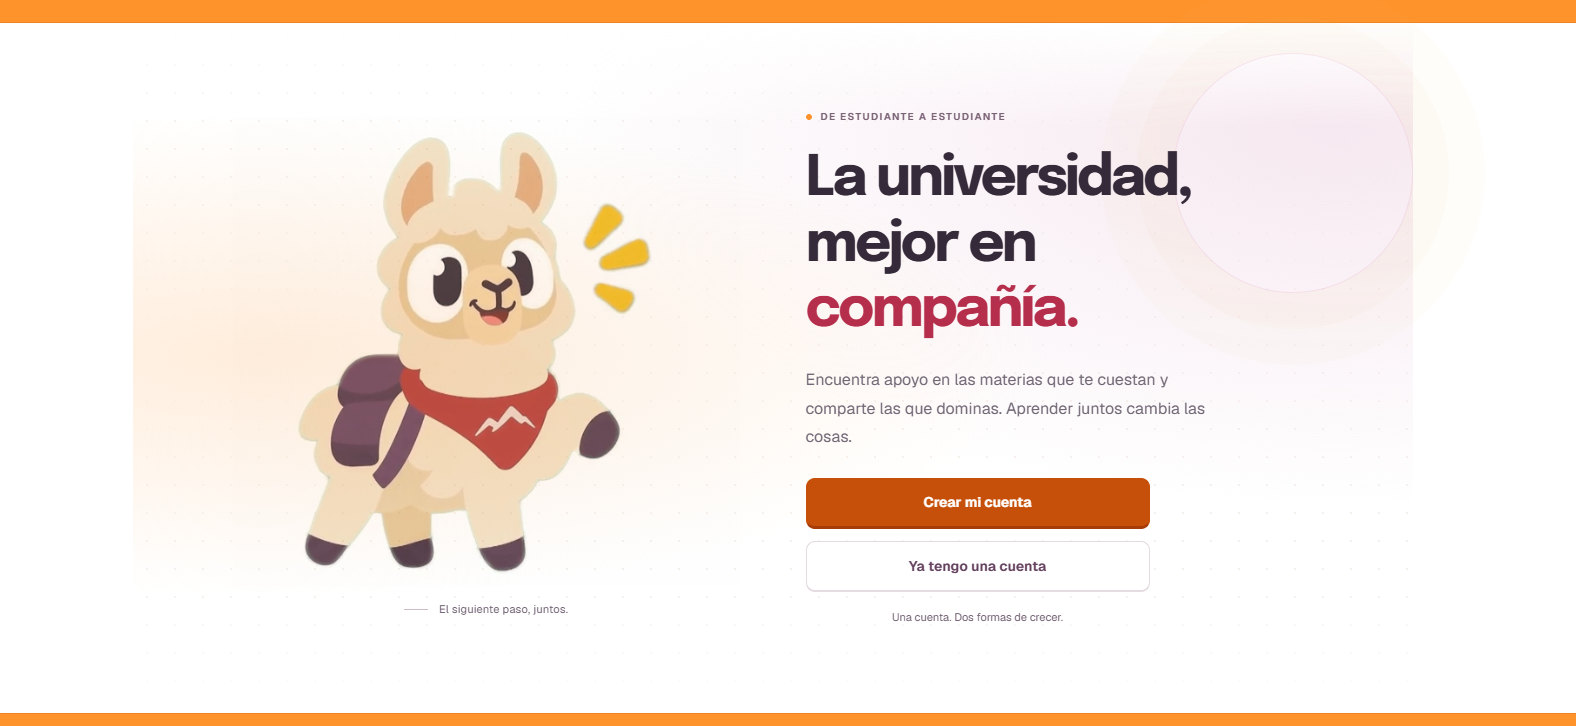 DE ESTUDIANTE A ESTUDIANTE
La universidad,
mejor en
compañía.
Encuentra apoyo en las materias que te cuestan y
comparte las que dominas. Aprender juntos cambia las
cosas.
Crear mi cuenta
Ya tengo una cuenta
Una cuenta. Dos formas de crecer.
El siguiente paso, juntos.